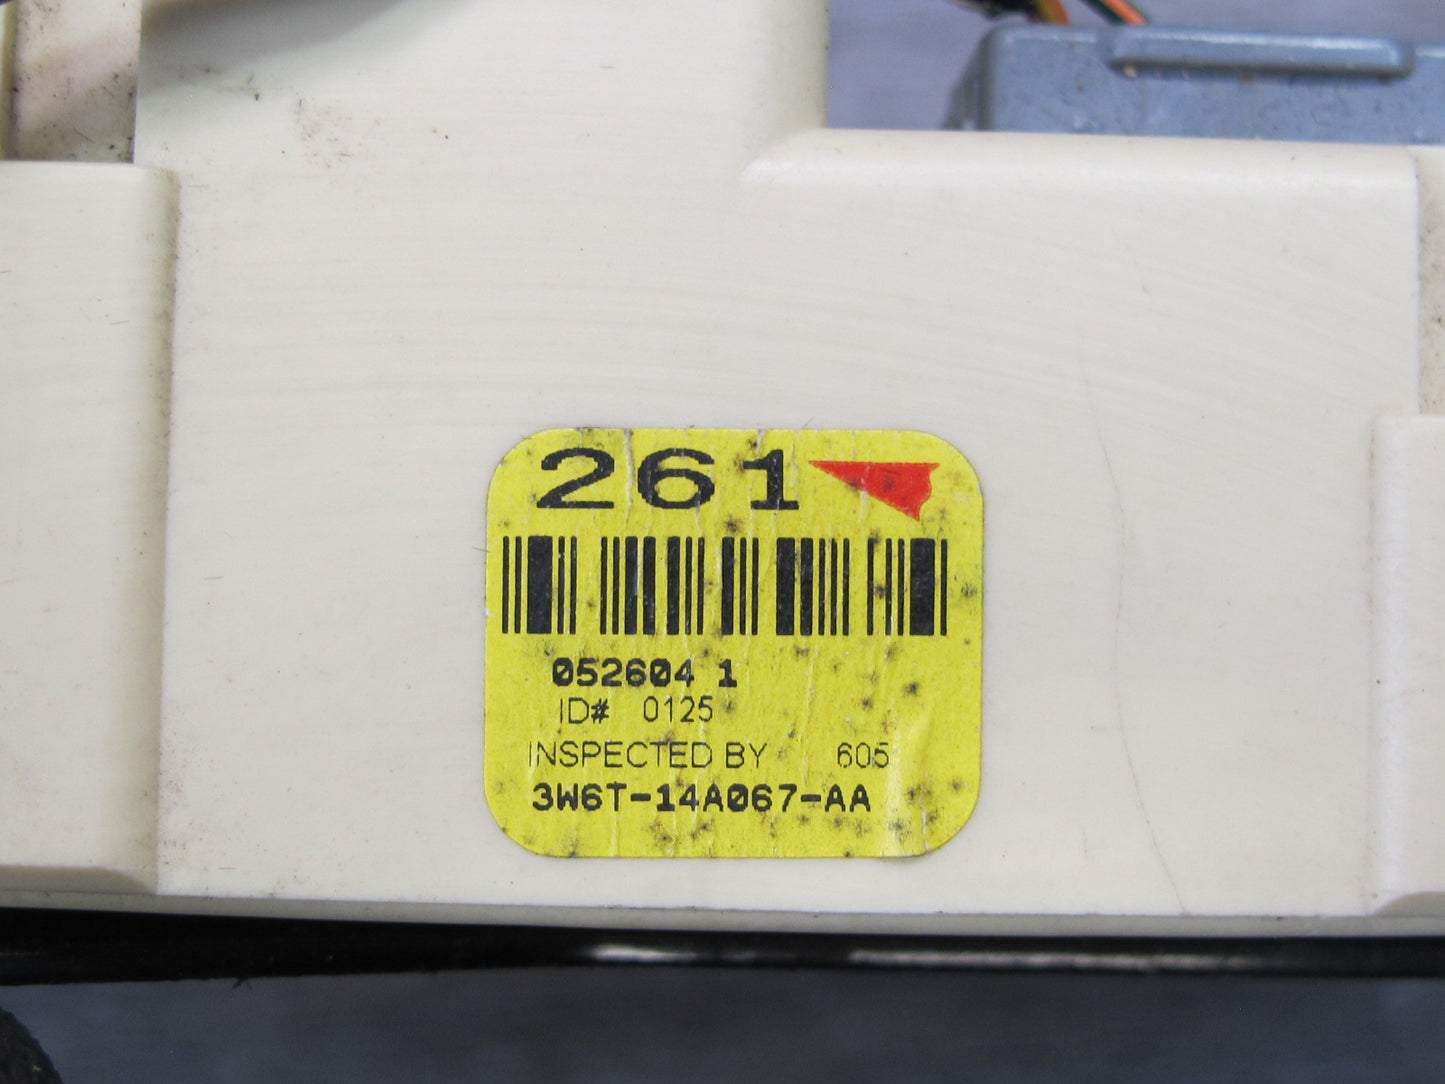 261
052604 1
ID# 0125
INSPECTED BY 605
3W6T-14A067-AA